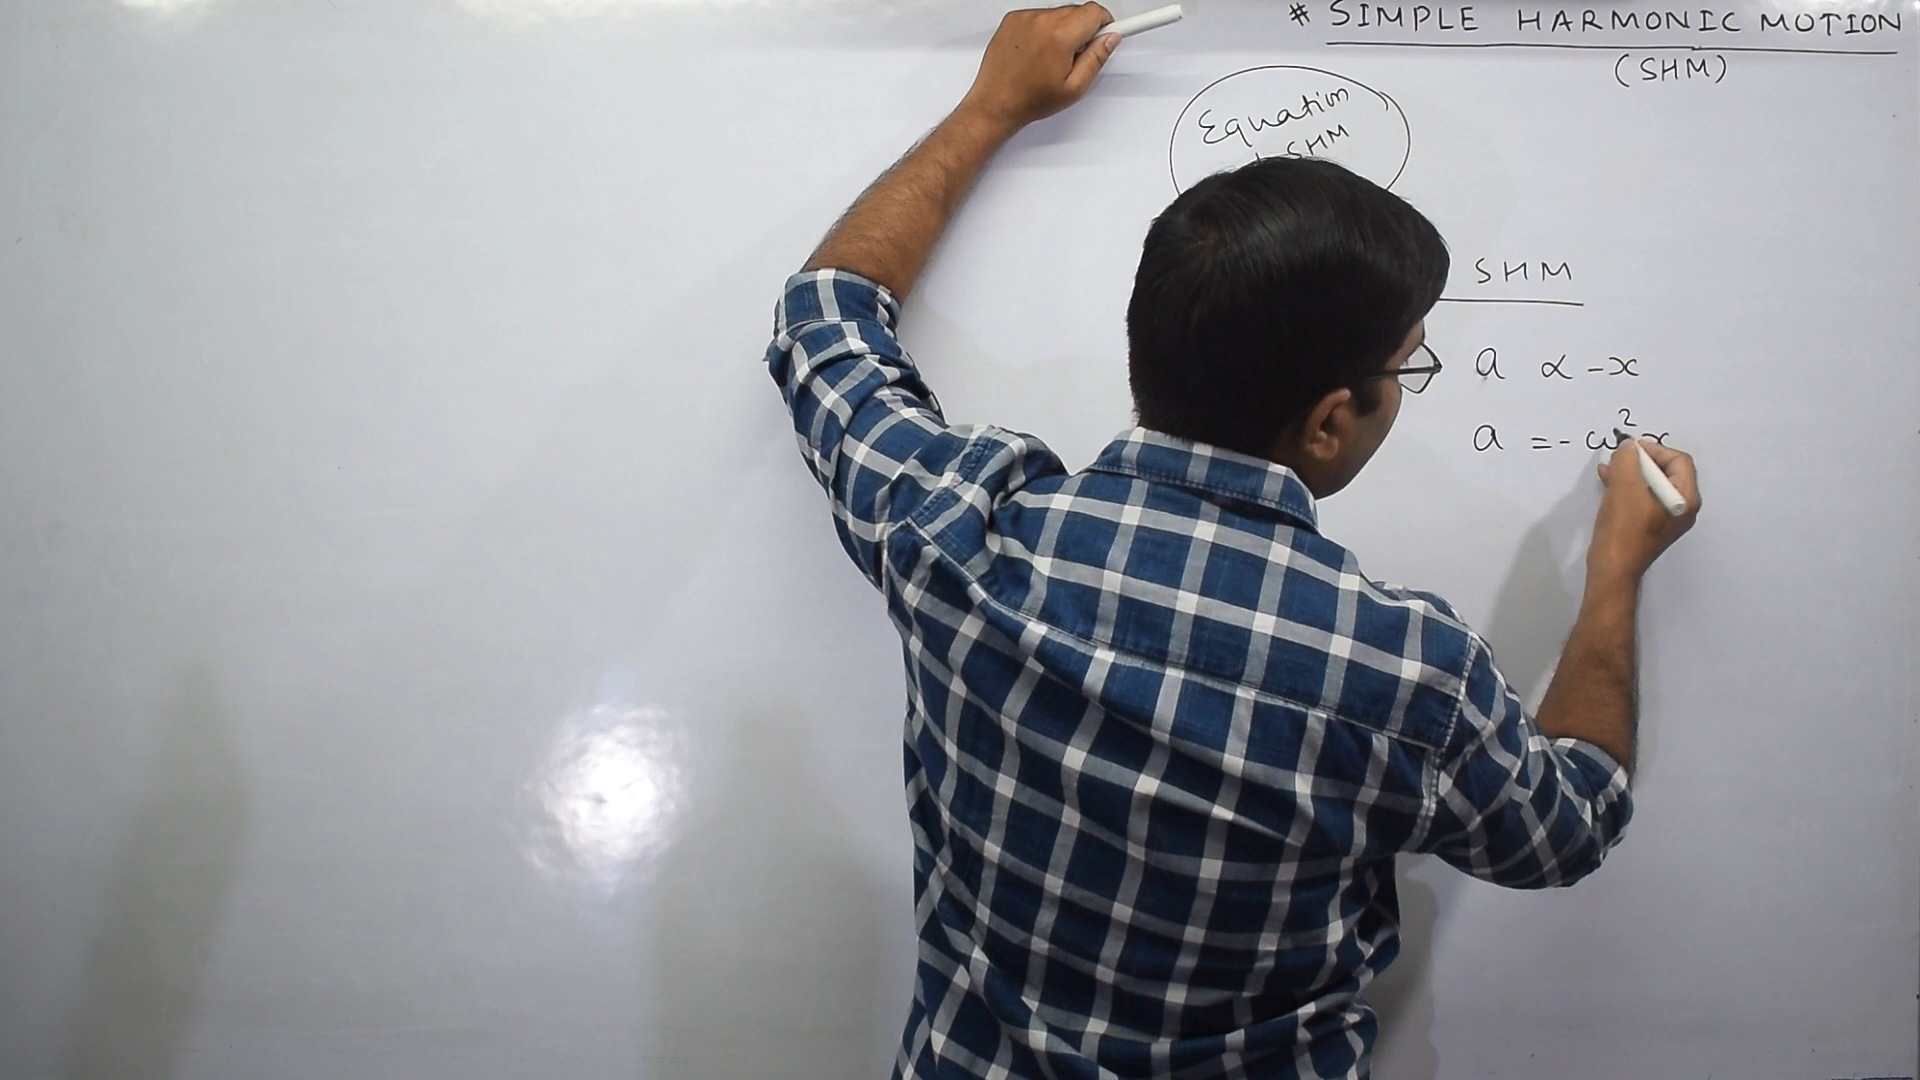 # SIMPLE HARMONIC MOTION
(SHM)
Equation
SHM
SHM
a ∝ -x
a = -ω²x